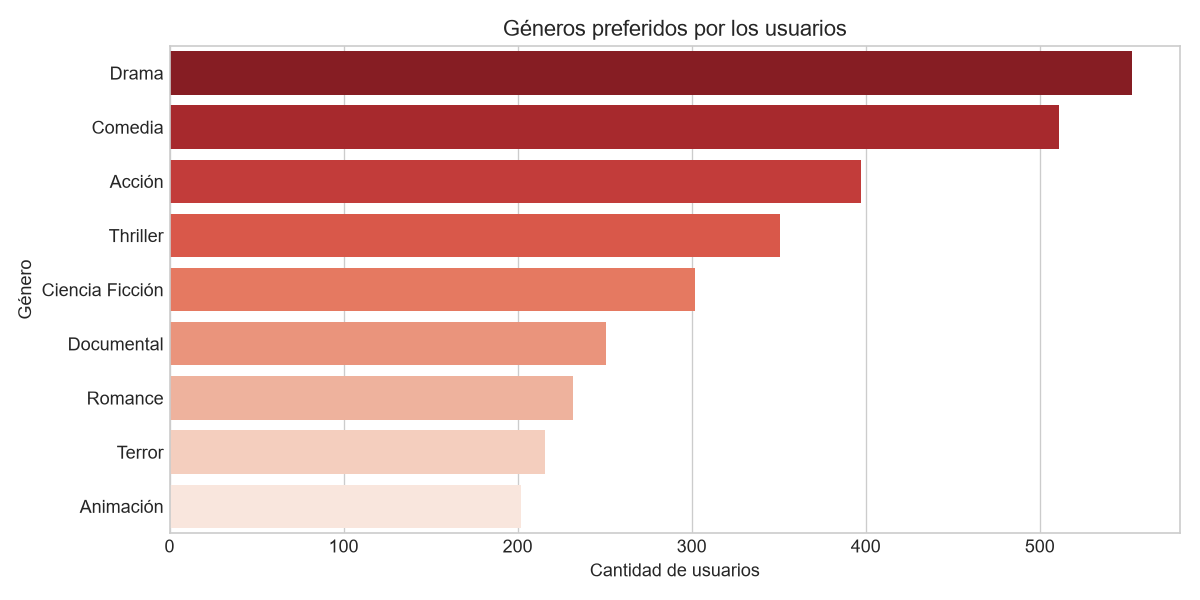 Géneros preferidos por los usuarios
Género
Drama
Comedia
Acción
Thriller
Ciencia Ficción
Documental
Romance
Terror
Animación
0 100 200 300 400 500
Cantidad de usuarios